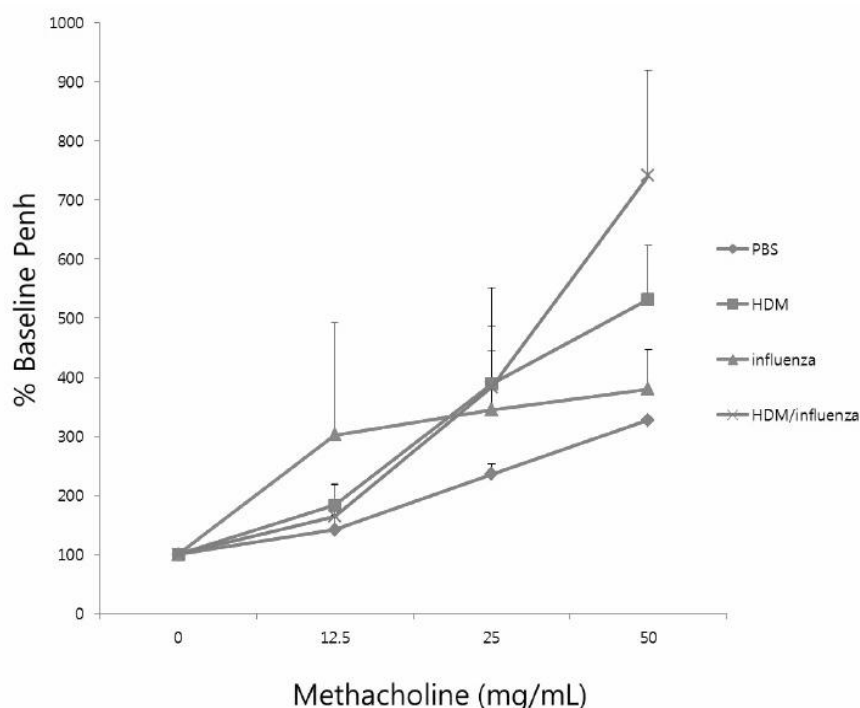 1000
900
800
700
600
500
400
300
200
100
0
% Baseline Penh
0 12.5 25 50
Methacholine (mg/mL)
PBS
HDM
influenza
HDM/influenza